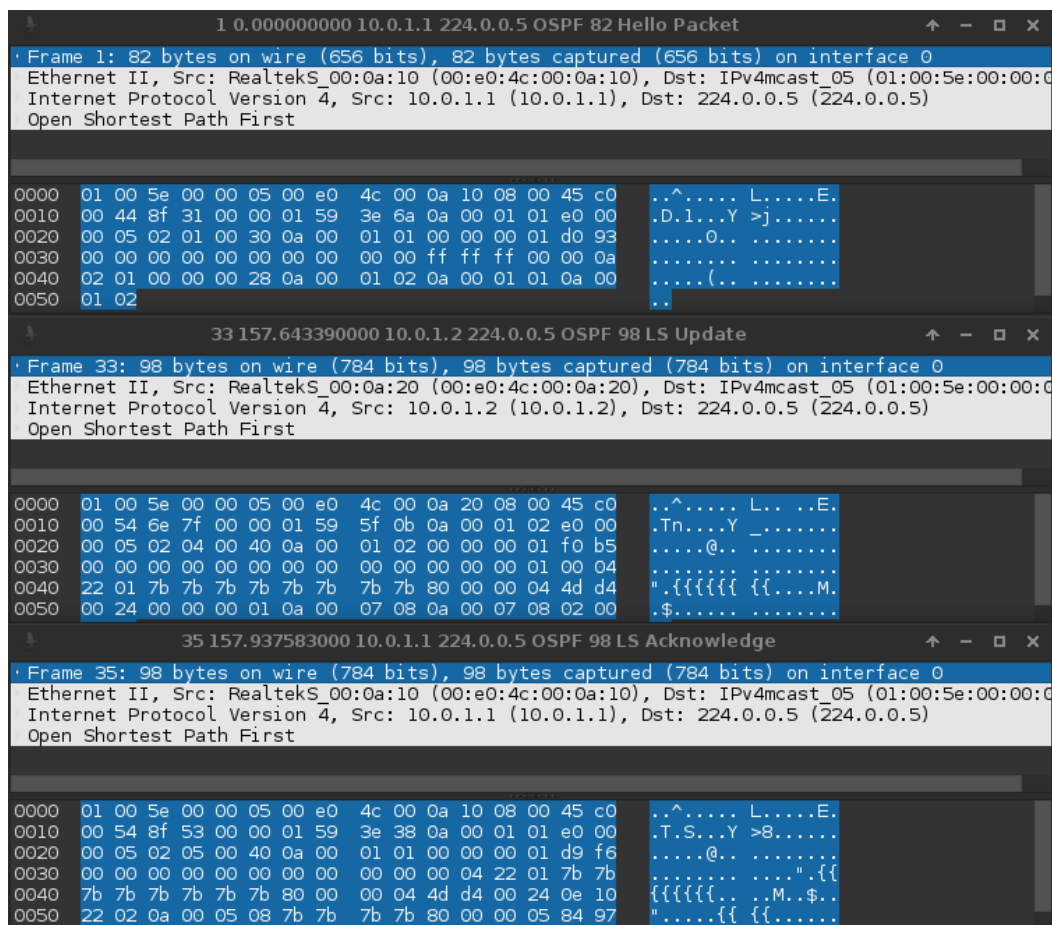 1 0.000000000 10.0.1.1 224.0.0.5 OSPF 82 Hello Packet
Frame 1: 82 bytes on wire (656 bits), 82 bytes captured (656 bits) on interface 0
Ethernet II, Src: RealtekS_00:0a:10 (00:e0:4c:00:0a:10), Dst: IPv4mcast_05 (01:00:5e:00:00:0
Internet Protocol Version 4, Src: 10.0.1.1 (10.0.1.1), Dst: 224.0.0.5 (224.0.0.5)
Open Shortest Path First
0000 01 00 5e 00 00 05 00 e0 4c 00 0a 10 08 00 45 c0 ..^..... L.....E.
0010 00 44 8f 31 00 00 01 59 3e 6a 0a 00 01 01 e0 00 .D.1...Y >j......
0020 00 05 02 01 00 30 0a 00 01 01 00 00 00 01 d0 93 .....0.. ........
0030 00 00 00 00 00 00 00 00 00 00 ff ff ff 00 00 0a ........ ........
0040 02 01 00 00 00 28 0a 00 01 02 0a 00 01 01 0a 00 .....(.. ........
0050 01 02 ..
33 157.643390000 10.0.1.2 224.0.0.5 OSPF 98 LS Update
Frame 33: 98 bytes on wire (784 bits), 98 bytes captured (784 bits) on interface 0
Ethernet II, Src: RealtekS_00:0a:20 (00:e0:4c:00:0a:20), Dst: IPv4mcast_05 (01:00:5e:00:00:0
Internet Protocol Version 4, Src: 10.0.1.2 (10.0.1.2), Dst: 224.0.0.5 (224.0.0.5)
Open Shortest Path First
0000 01 00 5e 00 00 05 00 e0 4c 00 0a 20 08 00 45 c0 ..^..... L.. ..E.
0010 00 54 6e 7f 00 00 01 59 5f 0b 0a 00 01 02 e0 00 .Tn....Y _.......
0020 00 05 02 04 00 40 0a 00 01 02 00 00 00 01 f0 b5 .....@.. ........
0030 00 00 00 00 00 00 00 00 00 00 00 00 00 01 00 04 ........ ........
0040 22 01 7b 7b 7b 7b 7b 7b 7b 7b 80 00 00 04 4d d4 ".{{{{{{ {{....M.
0050 00 24 00 00 00 01 0a 00 07 08 0a 00 07 08 02 00 .$...... ........
35 157.937583000 10.0.1.1 224.0.0.5 OSPF 98 LS Acknowledge
Frame 35: 98 bytes on wire (784 bits), 98 bytes captured (784 bits) on interface 0
Ethernet II, Src: RealtekS_00:0a:10 (00:e0:4c:00:0a:10), Dst: IPv4mcast_05 (01:00:5e:00:00:0
Internet Protocol Version 4, Src: 10.0.1.1 (10.0.1.1), Dst: 224.0.0.5 (224.0.0.5)
Open Shortest Path First
0000 01 00 5e 00 00 05 00 e0 4c 00 0a 10 08 00 45 c0 ..^..... L.....E.
0010 00 54 8f 53 00 00 01 59 3e 38 0a 00 01 01 e0 00 .T.S...Y >8......
0020 00 05 02 05 00 40 0a 00 01 01 00 00 00 01 d9 f6 .....@.. ........
0030 00 00 00 00 00 00 00 00 00 00 00 04 22 01 7b 7b ........ ....".{{
0040 7b 7b 7b 7b 7b 7b 80 00 00 04 4d d4 00 24 0e 10 {{{{{{.. ..M..$..
0050 22 02 0a 00 05 08 7b 7b 7b 7b 80 00 00 05 84 97 ".....{{ {{......